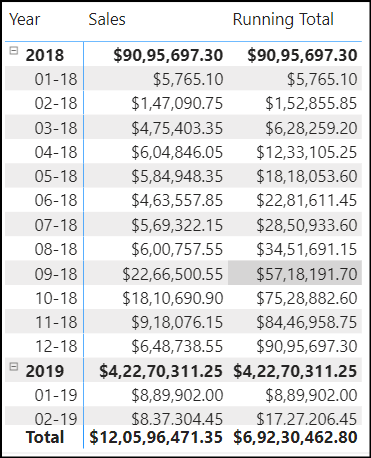 Year Sales Running Total
2018 $90,95,697.30 $90,95,697.30
01-18 $5,765.10 $5,765.10
02-18 $1,47,090.75 $1,52,855.85
03-18 $4,75,403.35 $6,28,259.20
04-18 $6,04,846.05 $12,33,105.25
05-18 $5,84,948.35 $18,18,053.60
06-18 $4,63,557.85 $22,81,611.45
07-18 $5,69,322.15 $28,50,933.60
08-18 $6,00,757.55 $34,51,691.15
09-18 $22,66,500.55 $57,18,191.70
10-18 $18,10,690.90 $75,28,882.60
11-18 $9,18,076.15 $84,46,958.75
12-18 $6,48,738.55 $90,95,697.30
2019 $4,22,70,311.25 $4,22,70,311.25
01-19 $8,89,902.00 $8,89,902.00
02-19 $8,37,304.45 $17,27,206.45
Total $12,05,96,471.35 $6,92,30,462.80